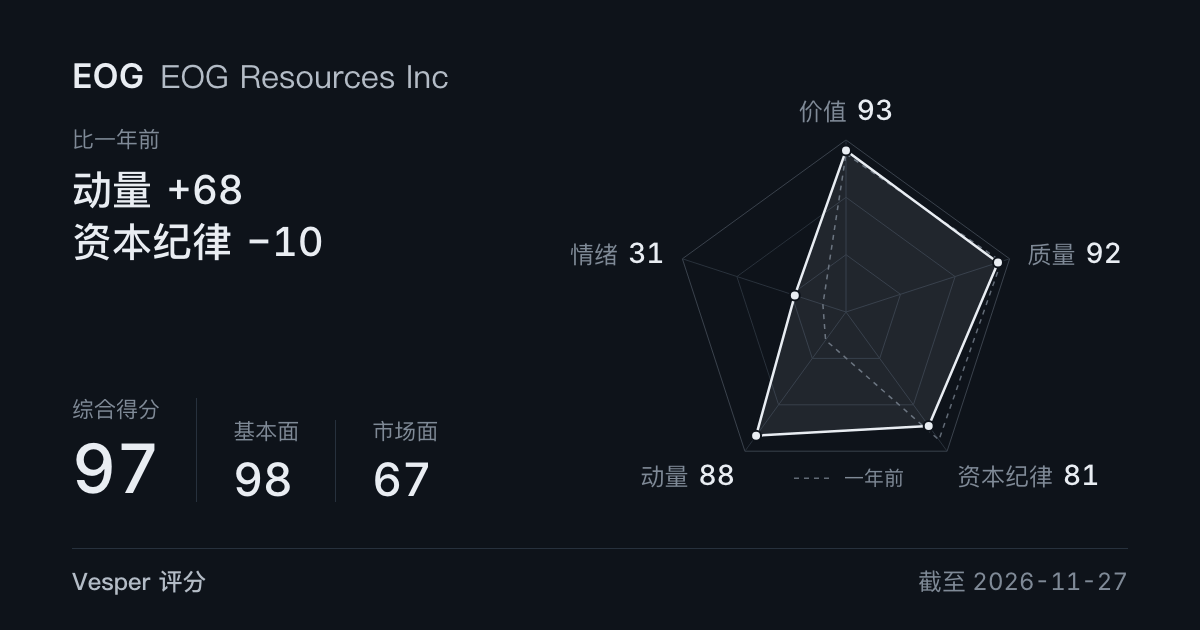 EOG EOG Resources Inc
比一年前
动量 +68
资本纪律 −10
综合得分
97
基本面
98
市场面
67
价值 93
质量 92
资本纪律 81
动量 88
情绪 31
一年前
Vesper 评分
截至 2026-11-27